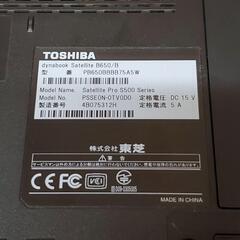 TOSHIBA
dynabook Satellite B650/B
型番 : PB650BBBB75A5W
Model Name: Satellite Pro S500 Series
Model No.: PSSE0N-0TV0D0 定格電圧 : DC 15 V
製造番号 : 4B075312H 定格電流 : 5 A
株式会社 東芝
CE
VCCI
MADE IN CHINA